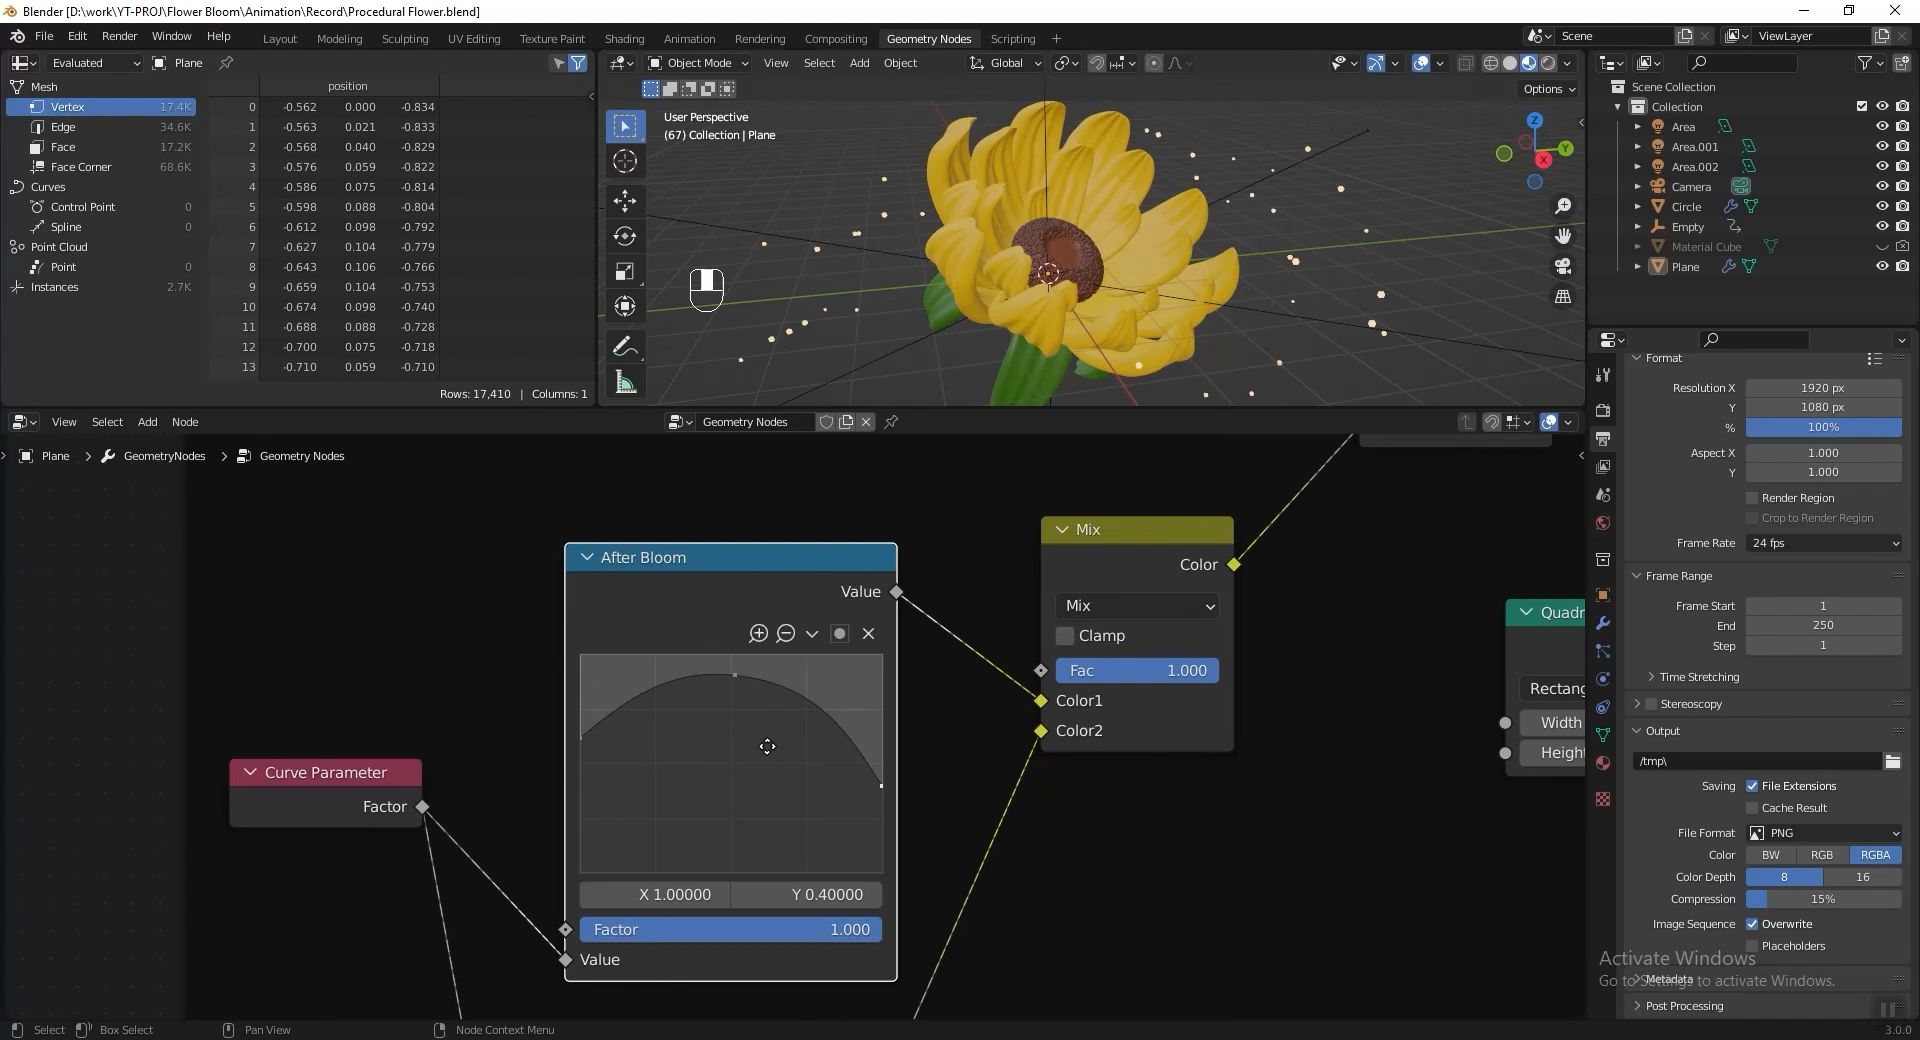 Blender [D:\work\YT-PROJ\Flower Bloom\Animation\Record\Procedural Flower.blend]
File Edit Render Window Help Layout Modeling Sculpting UV Editing Texture Paint Shading Animation Rendering Compositing Geometry Nodes Scripting + Scene ViewLayer
Evaluated Plane
Object Mode View Select Add Object Global
Options
Mesh
Vertex 17.4K
Edge 34.6K
Face 17.2K
Face Corner 68.6K
Curves
Control Point 0
Spline 0
Point Cloud
Point 0
Instances 2.7K
position
0 -0.562 0.000 -0.834
1 -0.563 0.021 -0.833
2 -0.568 0.040 -0.829
3 -0.576 0.059 -0.822
4 -0.586 0.075 -0.814
5 -0.598 0.088 -0.804
6 -0.612 0.098 -0.792
7 -0.627 0.104 -0.779
8 -0.643 0.106 -0.766
9 -0.659 0.104 -0.753
10 -0.674 0.098 -0.740
11 -0.688 0.088 -0.728
12 -0.700 0.075 -0.718
13 -0.710 0.059 -0.710
Rows: 17,410 | Columns: 1
User Perspective
(67) Collection | Plane
Z
Y
X
Scene Collection
Collection
Area
Area.001
Area.002
Camera
Circle
Empty
Material Cube
Plane
View Select Add Node Geometry Nodes
Plane > GeometryNodes > Geometry Nodes
Curve Parameter
Factor
After Bloom
Value
X 1.00000 Y 0.40000
Factor 1.000
Value
Mix
Color
Mix
Clamp
Fac 1.000
Color1
Color2
Quadr
Rectang
Width
Height
Format
Resolution X 1920 px
Y 1080 px
% 100%
Aspect X 1.000
Y 1.000
Render Region
Crop to Render Region
Frame Rate 24 fps
Frame Range
Frame Start 1
End 250
Step 1
Time Stretching
Stereoscopy
Output
/tmp\
Saving File Extensions
Cache Result
File Format PNG
Color BW RGB RGBA
Color Depth 8 16
Compression 15%
Image Sequence Overwrite
Placeholders
Metadata
Post Processing
Activate Windows
Go to Settings to activate Windows.
Select Box Select Pan View Node Context Menu 3.0.0